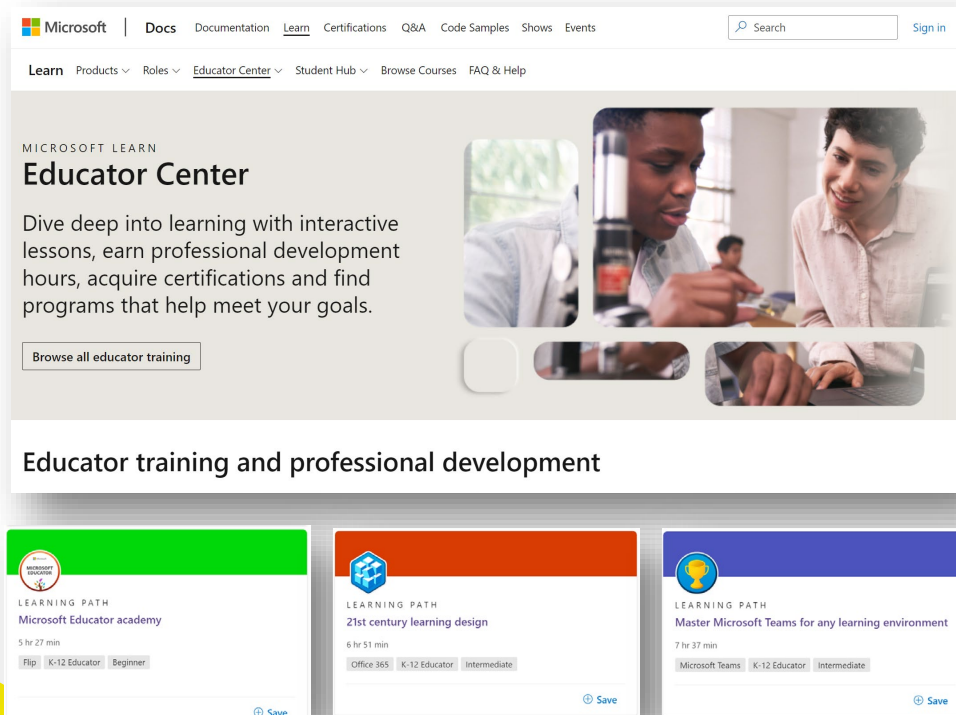 Microsoft Docs Documentation Learn Certifications Q&A Code Samples Shows Events Search Sign in
Learn Products Roles Educator Center Student Hub Browse Courses FAQ & Help
MICROSOFT LEARN
Educator Center
Dive deep into learning with interactive
lessons, earn professional development
hours, acquire certifications and find
programs that help meet your goals.
Browse all educator training
Educator training and professional development
MICROSOFT
EDUCATOR
LEARNING PATH
Microsoft Educator academy
5 hr 27 min
Flip K-12 Educator Beginner
Save
LEARNING PATH
21st century learning design
6 hr 51 min
Office 365 K-12 Educator Intermediate
Save
LEARNING PATH
Master Microsoft Teams for any learning environment
7 hr 37 min
Microsoft Teams K-12 Educator Intermediate
Save